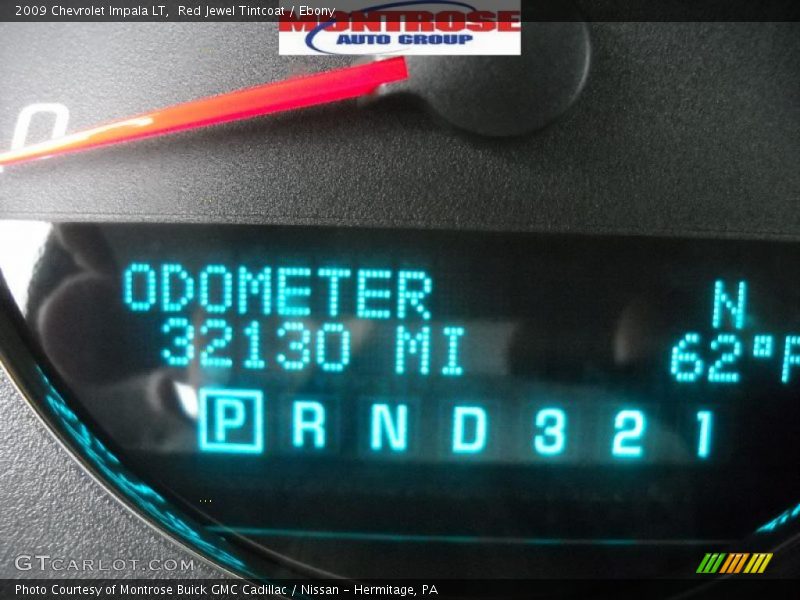 2009 Chevrolet Impala LT, Red Jewel Tintcoat / Ebony
MONTROSE
AUTO GROUP
0
ODOMETER N
32130 MI 62°F
P R N D 3 2 1
GTCARLOT.COM
Photo Courtesy of Montrose Buick GMC Cadillac / Nissan - Hermitage, PA